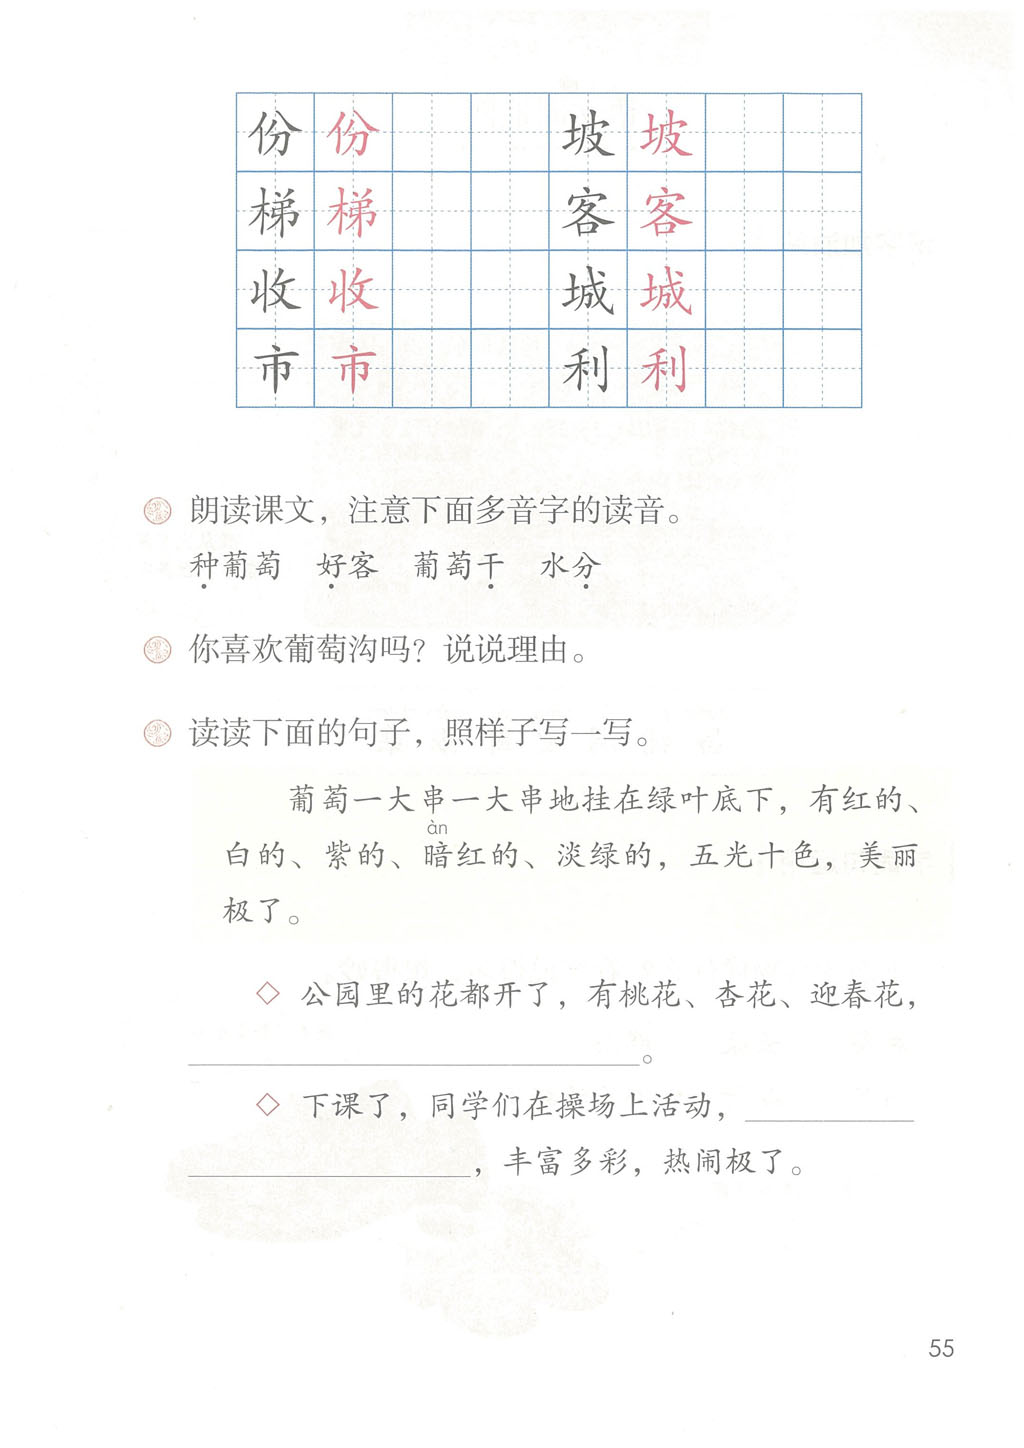 份 份 坡 坡
梯 梯 客 客
收 收 城 城
市 市 利 利
朗读课文，注意下面多音字的读音。
种葡萄 好客 葡萄干 水分
你喜欢葡萄沟吗？说说理由。
读读下面的句子，照样子写一写。
葡萄一大串一大串地挂在绿叶底下，有红的、
àn
白的、紫的、暗红的、淡绿的，五光十色，美丽
极了。
◇ 公园里的花都开了，有桃花、杏花、迎春花，
。
◇ 下课了，同学们在操场上活动，
，丰富多彩，热闹极了。
55